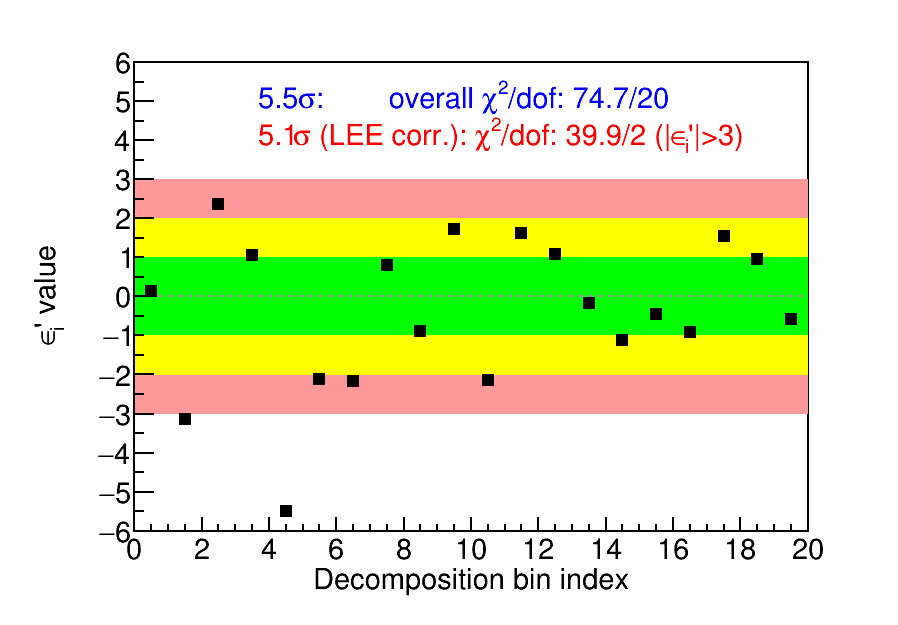 6
5
4
3
2
1
0
−1
−2
−3
−4
−5
−6
5.5σ: overall χ²/dof: 74.7/20
5.1σ (LEE corr.): χ²/dof: 39.9/2 (|ϵᵢ'|>3)
ϵᵢ' value
0 2 4 6 8 10 12 14 16 18 20
Decomposition bin index